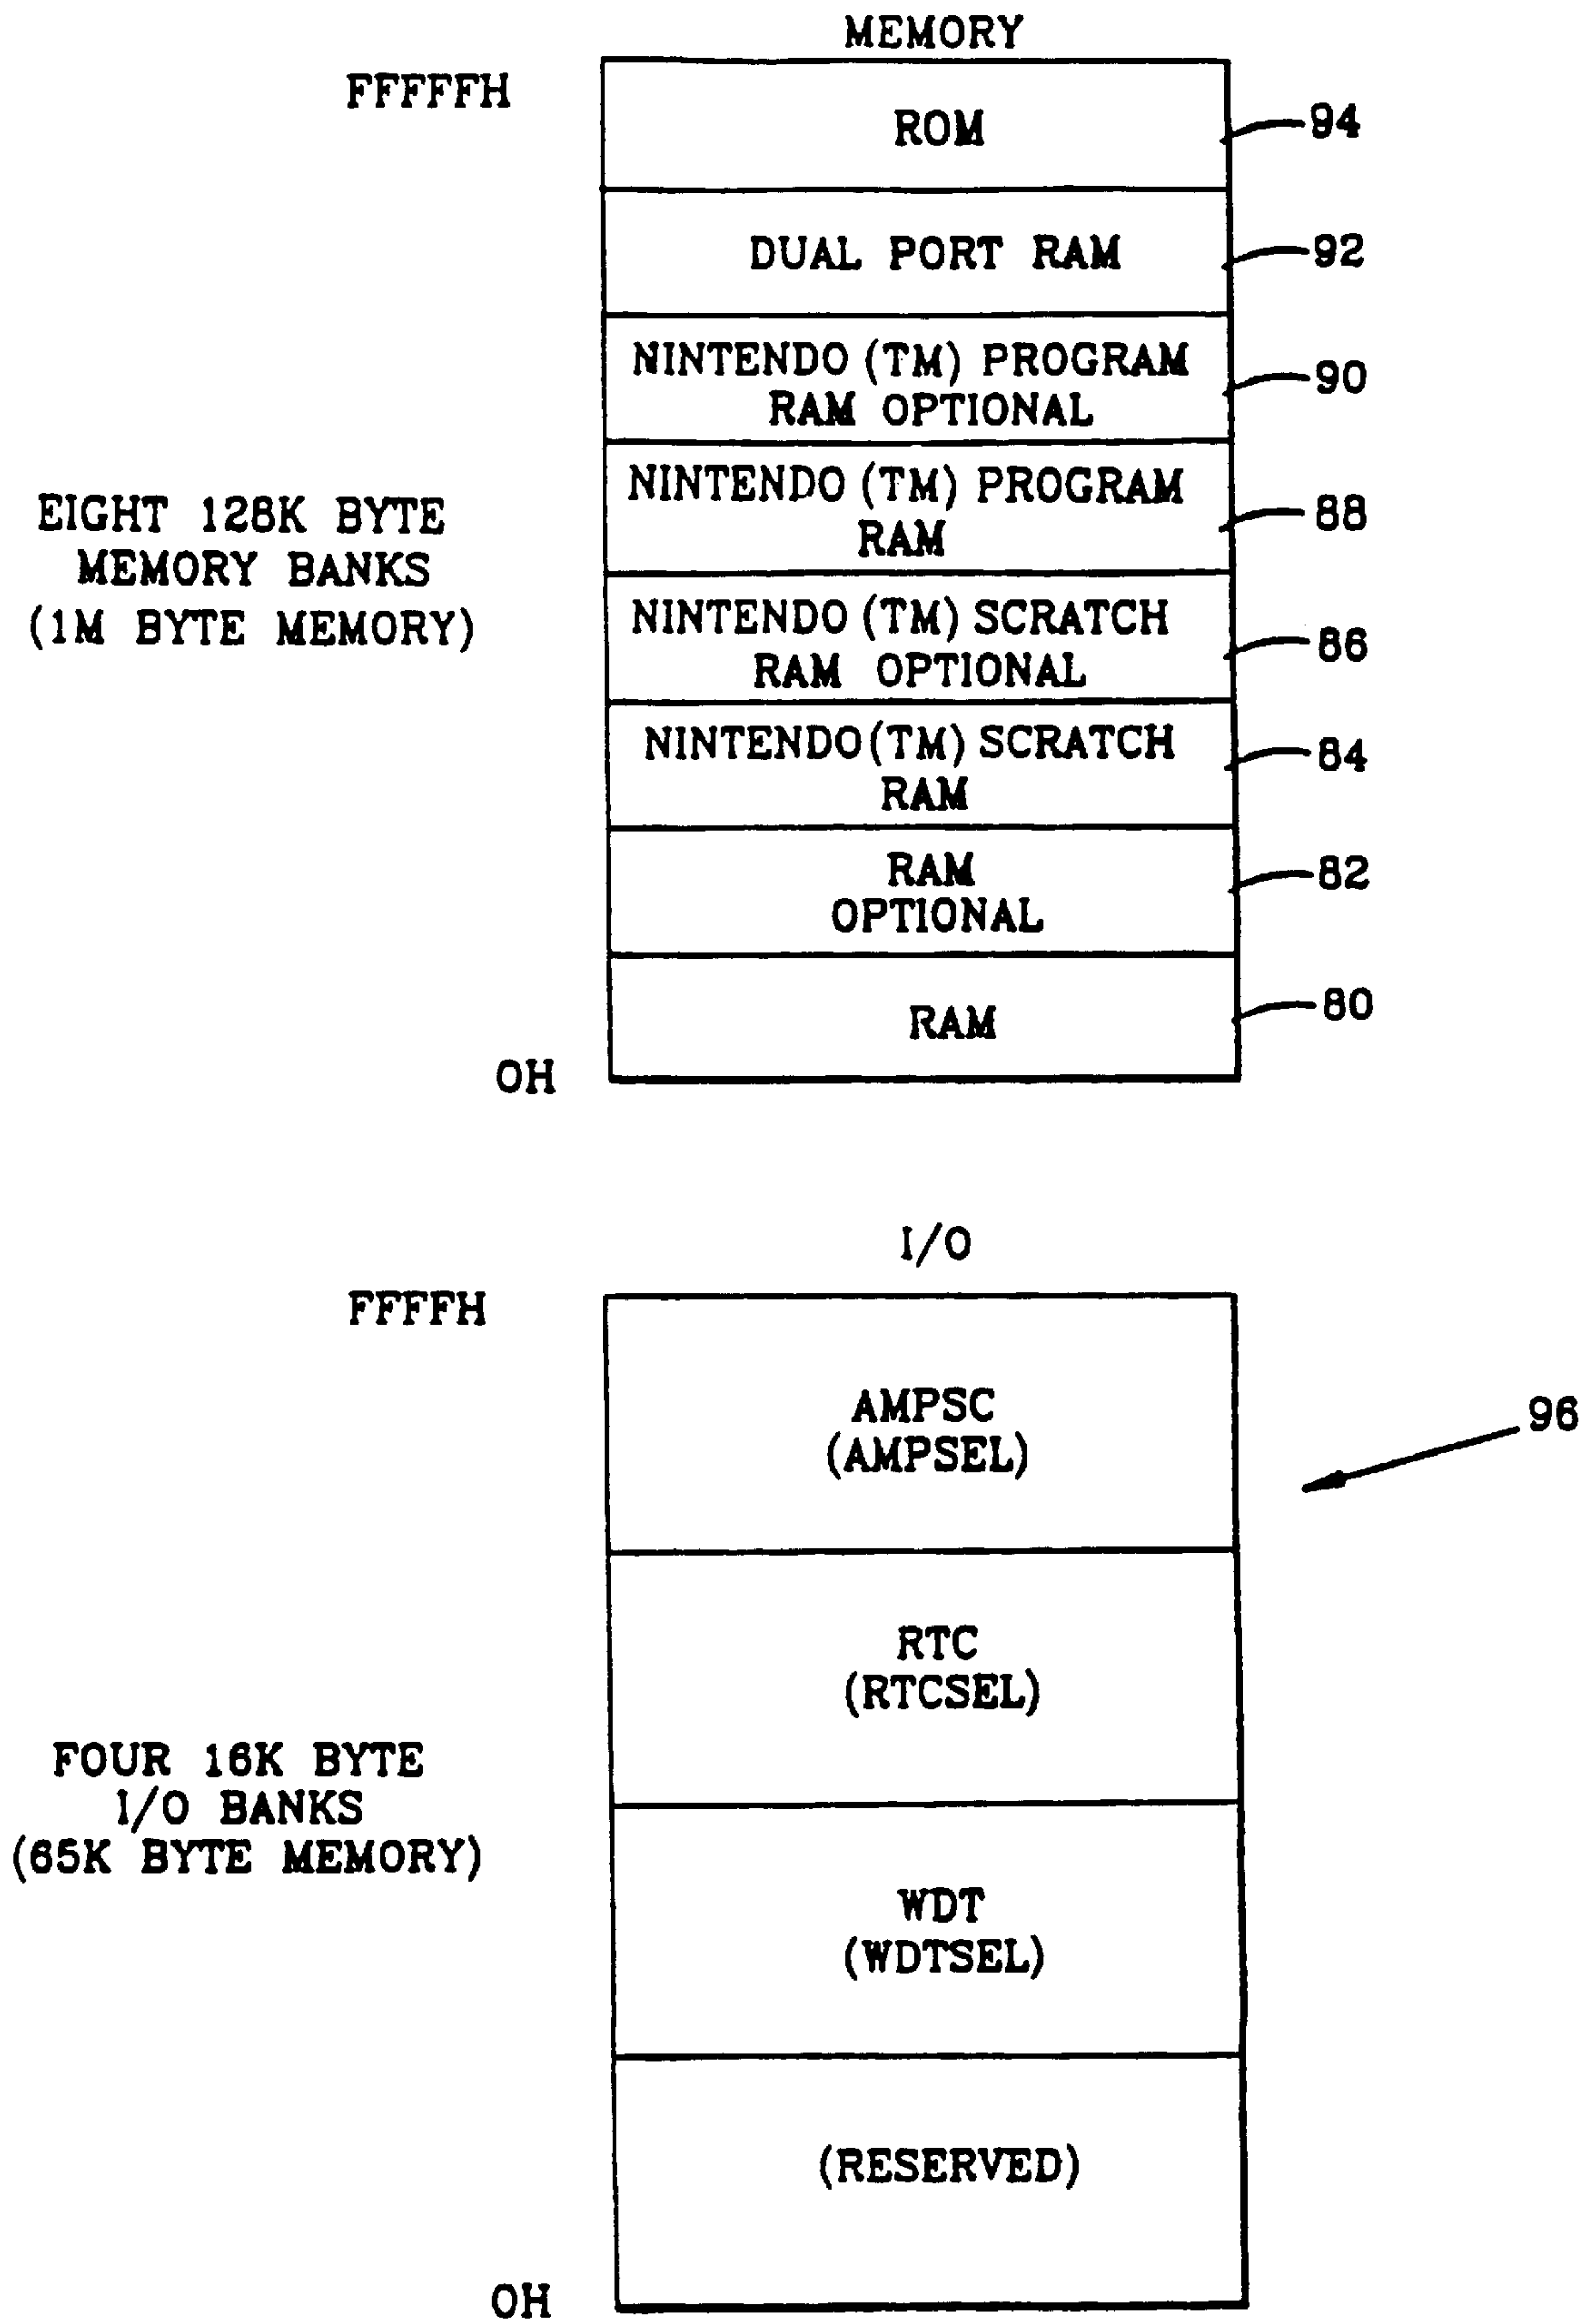 MEMORY
FFFFFH
ROM
94
DUAL PORT RAM
92
NINTENDO (TM) PROGRAM
RAM OPTIONAL
90
EIGHT 128K BYTE
MEMORY BANKS
(1M BYTE MEMORY)
NINTENDO (TM) PROGRAM
RAM
88
NINTENDO (TM) SCRATCH
RAM OPTIONAL
86
NINTENDO (TM) SCRATCH
RAM
84
RAM
OPTIONAL
82
RAM
80
OH
I/O
FFFFH
AMPSC
(AMPSEL)
96
RTC
(RTCSEL)
FOUR 16K BYTE
I/O BANKS
(65K BYTE MEMORY)
WDT
(WDTSEL)
(RESERVED)
OH